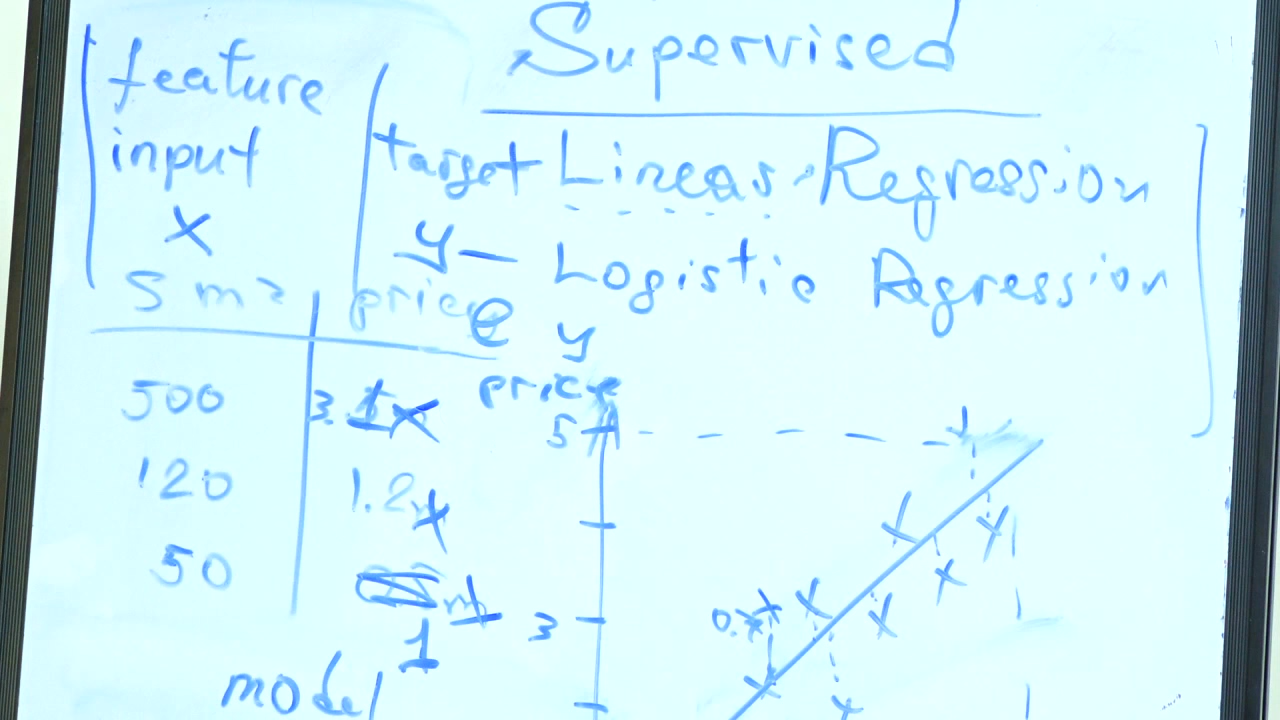 Supervised
feature
input
x
target
y
Linear Regression
Logistic Regression
S m²
price
500
120
1.2
50
1
model
y
price
5
3